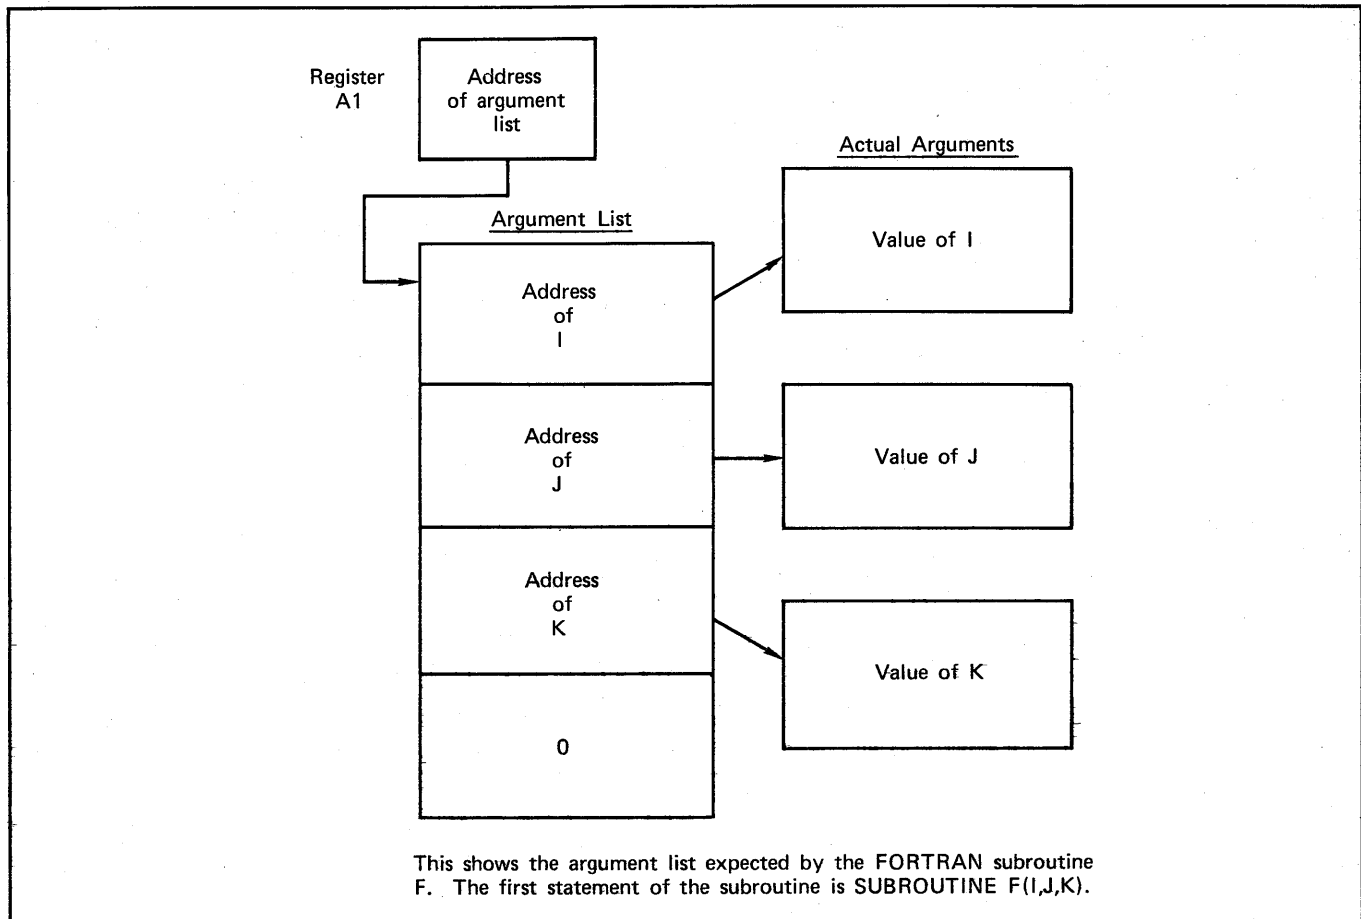 Register
A1
Address
of argument
list
Actual Arguments
Value of I
Argument List
Address
of
I
Address
of
J
Value of J
Address
of
K
Value of K
0
This shows the argument list expected by the FORTRAN subroutine
F. The first statement of the subroutine is SUBROUTINE F(I,J,K).